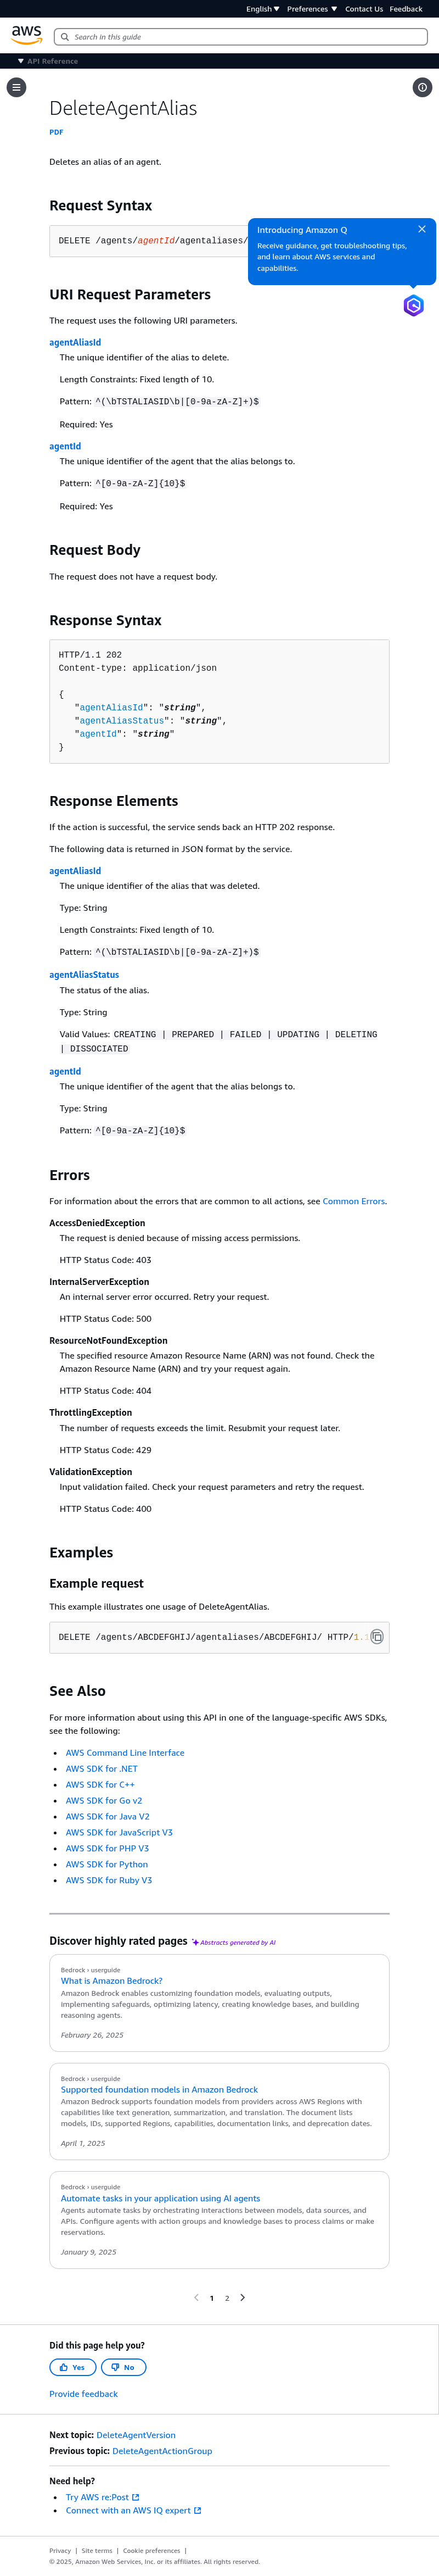 English
Preferences
Contact Us
Feedback
aws
Search in this guide
API Reference
DeleteAgentAlias
PDF
Deletes an alias of an agent.
Request Syntax
DELETE /agents/agentId/agentaliases/
Introducing Amazon Q
Receive guidance, get troubleshooting tips,
and learn about AWS services and
capabilities.
URI Request Parameters
The request uses the following URI parameters.
agentAliasId
The unique identifier of the alias to delete.
Length Constraints: Fixed length of 10.
Pattern: ^(\bTSTALIASID\b|[0-9a-zA-Z]+)$
Required: Yes
agentId
The unique identifier of the agent that the alias belongs to.
Pattern: ^[0-9a-zA-Z]{10}$
Required: Yes
Request Body
The request does not have a request body.
Response Syntax
HTTP/1.1 202
Content-type: application/json
{
"agentAliasId": "string",
"agentAliasStatus": "string",
"agentId": "string"
}
Response Elements
If the action is successful, the service sends back an HTTP 202 response.
The following data is returned in JSON format by the service.
agentAliasId
The unique identifier of the alias that was deleted.
Type: String
Length Constraints: Fixed length of 10.
Pattern: ^(\bTSTALIASID\b|[0-9a-zA-Z]+)$
agentAliasStatus
The status of the alias.
Type: String
Valid Values: CREATING | PREPARED | FAILED | UPDATING | DELETING
| DISSOCIATED
agentId
The unique identifier of the agent that the alias belongs to.
Type: String
Pattern: ^[0-9a-zA-Z]{10}$
Errors
For information about the errors that are common to all actions, see Common Errors.
AccessDeniedException
The request is denied because of missing access permissions.
HTTP Status Code: 403
InternalServerException
An internal server error occurred. Retry your request.
HTTP Status Code: 500
ResourceNotFoundException
The specified resource Amazon Resource Name (ARN) was not found. Check the
Amazon Resource Name (ARN) and try your request again.
HTTP Status Code: 404
ThrottlingException
The number of requests exceeds the limit. Resubmit your request later.
HTTP Status Code: 429
ValidationException
Input validation failed. Check your request parameters and retry the request.
HTTP Status Code: 400
Examples
Example request
This example illustrates one usage of DeleteAgentAlias.
DELETE /agents/ABCDEFGHIJ/agentaliases/ABCDEFGHIJ/ HTTP/1.1
See Also
For more information about using this API in one of the language-specific AWS SDKs,
see the following:
• AWS Command Line Interface
• AWS SDK for .NET
• AWS SDK for C++
• AWS SDK for Go v2
• AWS SDK for Java V2
• AWS SDK for JavaScript V3
• AWS SDK for PHP V3
• AWS SDK for Python
• AWS SDK for Ruby V3
Discover highly rated pages Abstracts generated by AI
Bedrock › userguide
What is Amazon Bedrock?
Amazon Bedrock enables customizing foundation models, evaluating outputs,
implementing safeguards, optimizing latency, creating knowledge bases, and building
reasoning agents.
February 26, 2025
Bedrock › userguide
Supported foundation models in Amazon Bedrock
Amazon Bedrock supports foundation models from providers across AWS Regions with
capabilities like text generation, summarization, and translation. The document lists
models, IDs, supported Regions, capabilities, documentation links, and deprecation dates.
April 1, 2025
Bedrock › userguide
Automate tasks in your application using AI agents
Agents automate tasks by orchestrating interactions between models, data sources, and
APIs. Configure agents with action groups and knowledge bases to process claims or make
reservations.
January 9, 2025
1 2
Did this page help you?
Yes
No
Provide feedback
Next topic: DeleteAgentVersion
Previous topic: DeleteAgentActionGroup
Need help?
• Try AWS re:Post
• Connect with an AWS IQ expert
Privacy | Site terms | Cookie preferences |
© 2025, Amazon Web Services, Inc. or its affiliates. All rights reserved.